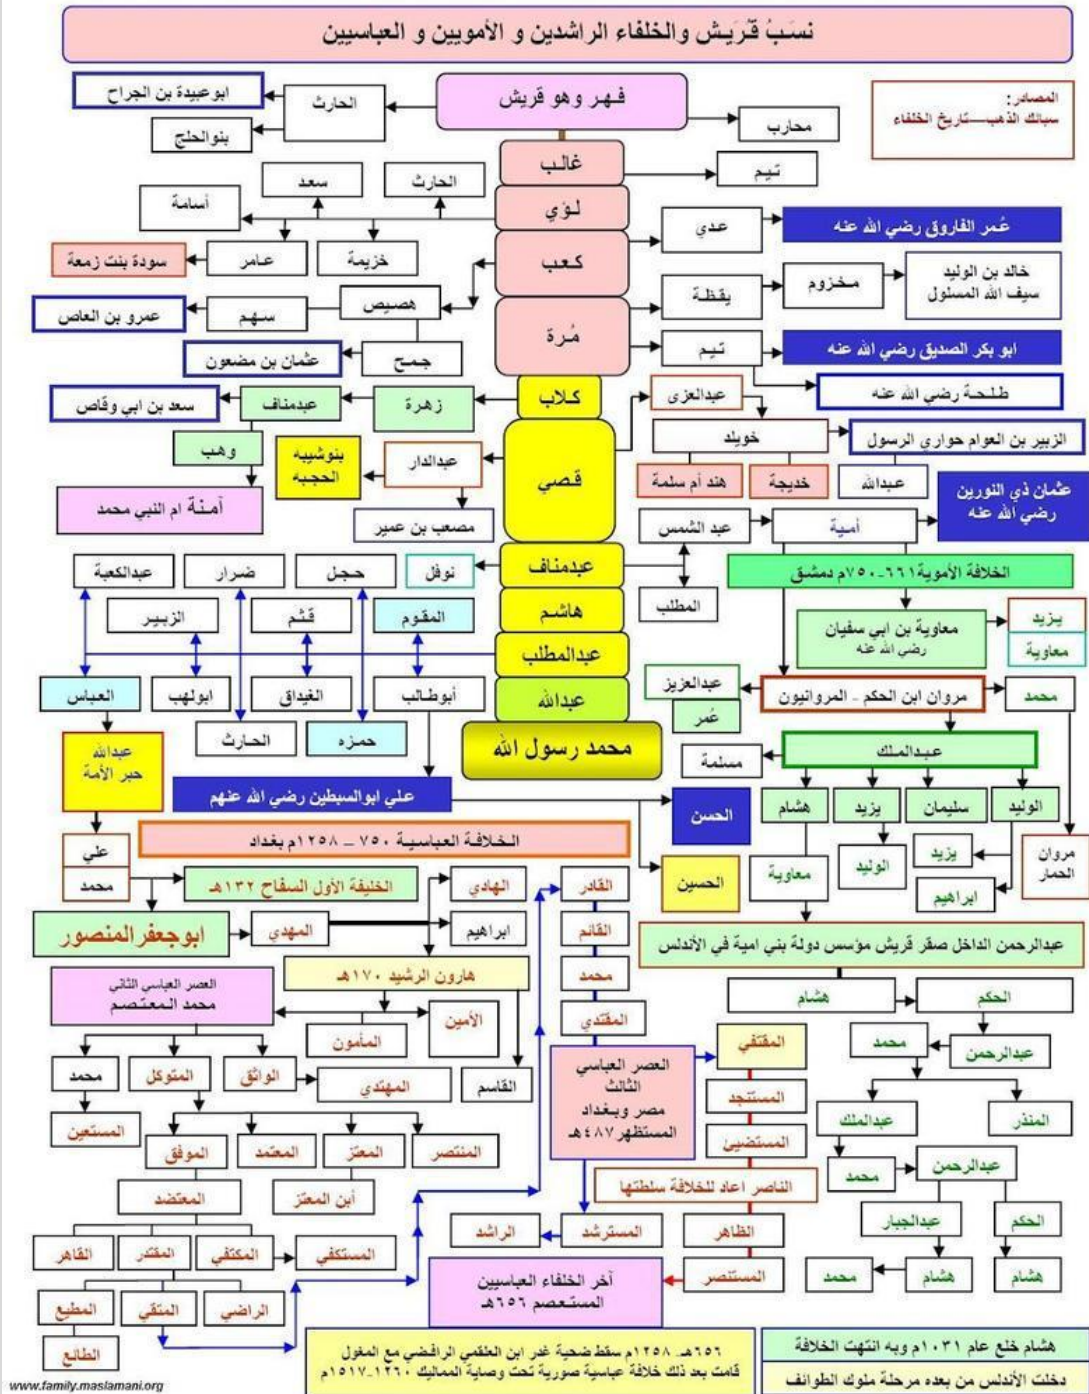 نسَبُ قُرَيش والخلفاء الراشدين و الأمويين و العباسيين
المصادر:
سبائك الذهب—تاريخ الخلفاء
فهر وهو قريش
الحارث
ابوعبيدة بن الجراح
بنوالحلج
محارب
غالب
تيم
لؤي
الحارث
سعد
أسامة
خزيمة
عامر
سودة بنت زمعة
كعب
عدي
عُمر الفاروق رضي الله عنه
هصيص
سهم
عمرو بن العاص
جمح
عثمان بن مضعون
مُرة
يقظة
مخزوم
خالد بن الوليد
سيف الله المسلول
تيم
ابو بكر الصديق رضي الله عنه
طلحة رضي الله عنه
كلاب
زهرة
عبدمناف
سعد بن ابي وقاص
وهب
آمنة ام النبي محمد
قصي
عبدالعزى
خويلد
الزبير بن العوام حواري الرسول
عبدالله
خديجة
هند أم سلمة
عبدالدار
بنوشيبه
الحجبه
مصعب بن عمير
عبدمناف
عبد الشمس
أمية
عثمان ذي النورين
رضي الله عنه
المطلب
نوفل
هاشم
عبدالمطلب
حجل
ضرار
عبدالكعبة
المقوم
قثم
الزبير
أبوطالب
الغيداق
ابولهب
العباس
حمزه
الحارث
عبدالله
محمد رسول الله
الخلافة الأموية٦٦١-٧٥٠م دمشق
معاوية بن ابي سفيان
رضي الله عنه
يزيد
معاوية
مروان ابن الحكم - المروانيون
عبدالعزيز
عُمر
محمد
مروان
الحمار
عبدالملك
مسلمة
الوليد
سليمان
يزيد
هشام
يزيد
ابراهيم
الوليد
معاوية
علي ابوالسبطين رضي الله عنهم
الحسن
الحسين
عبدالله
حبر الأمة
علي
محمد
الخلافة العباسية ٧٥٠ – ١٢٥٨م بغداد
الخليفة الأول السفاح ١٣٢هـ
ابوجعفرالمنصور
المهدي
الهادي
ابراهيم
هارون الرشيد ١٧٠هـ
الأمين
المأمون
القاسم
العصر العباسي الثاني
محمد المعتصم
الواثق
المتوكل
محمد
المهتدي
المستعين
المنتصر
المعتز
المعتمد
الموفق
أبن المعتز
المعتضد
المكتفي
المقتدر
القاهر
المستكفي
الراضي
المتقي
المطيع
الطائع
القادر
القائم
محمد
المقتدي
العصر العباسي
الثالث
مصر وبغداد
المستظهر٤٨٧هـ
المسترشد
الراشد
المقتفي
المستنجد
المستضيئ
الناصر اعاد للخلافة سلطتها
الظاهر
المستنصر
آخر الخلفاء العباسيين
المستعصم ٦٥٦هـ
عبدالرحمن الداخل صقر قريش مؤسس دولة بني امية في الأندلس
هشام
الحكم
عبدالرحمن
محمد
المنذر
عبدالملك
محمد
عبدالرحمن
الحكم
عبدالجبار
هشام
هشام
محمد
٦٥٦هـ- ١٢٥٨م سقط ضحية غدر ابن العلقمي الرافضي مع المغول
قامت بعد ذلك خلافة عباسية صورية تحت وصاية المماليك ١٢٦٠-١٥١٧م
هشام خلع عام ١٠٣١م وبه انتهت الخلافة
دخلت الأندلس من بعده مرحلة ملوك الطوائف
www.family.maslamani.org